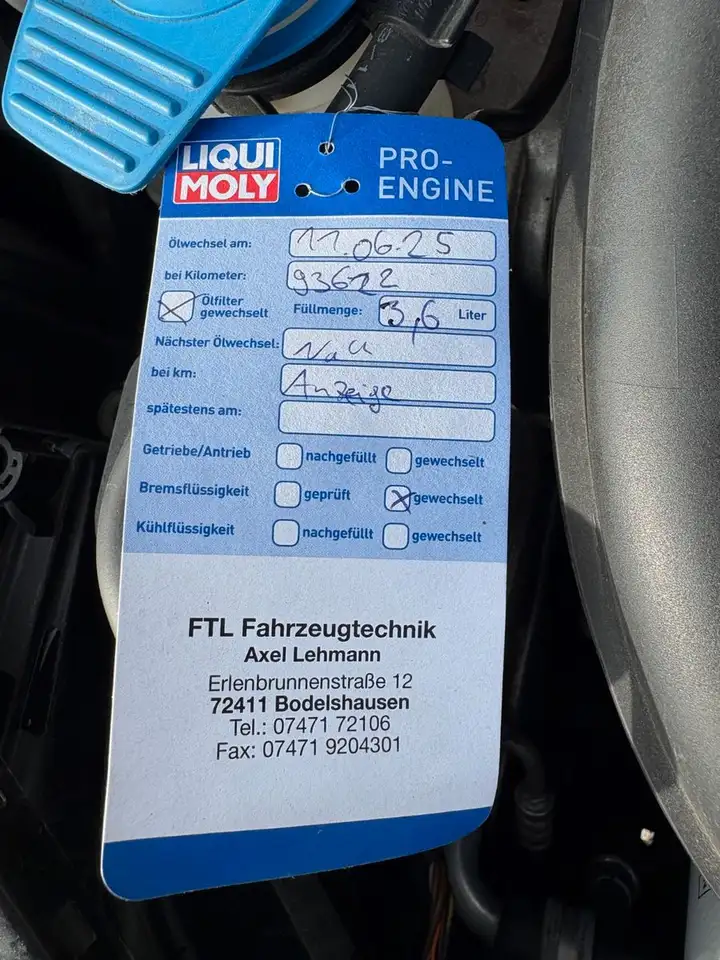 LIQUI MOLY
PRO-ENGINE
Ölwechsel am: 11.06.25
bei Kilometer: 93622
Ölfilter gewechselt Füllmenge: 3,6 Liter
Nächster Ölwechsel: Nach
bei km: Anzeige
spätestens am:
Getriebe/Antrieb nachgefüllt gewechselt
Bremsflüssigkeit geprüft gewechselt
Kühlflüssigkeit nachgefüllt gewechselt
FTL Fahrzeugtechnik
Axel Lehmann
Erlenbrunnenstraße 12
72411 Bodelshausen
Tel.: 07471 72106
Fax: 07471 9204301